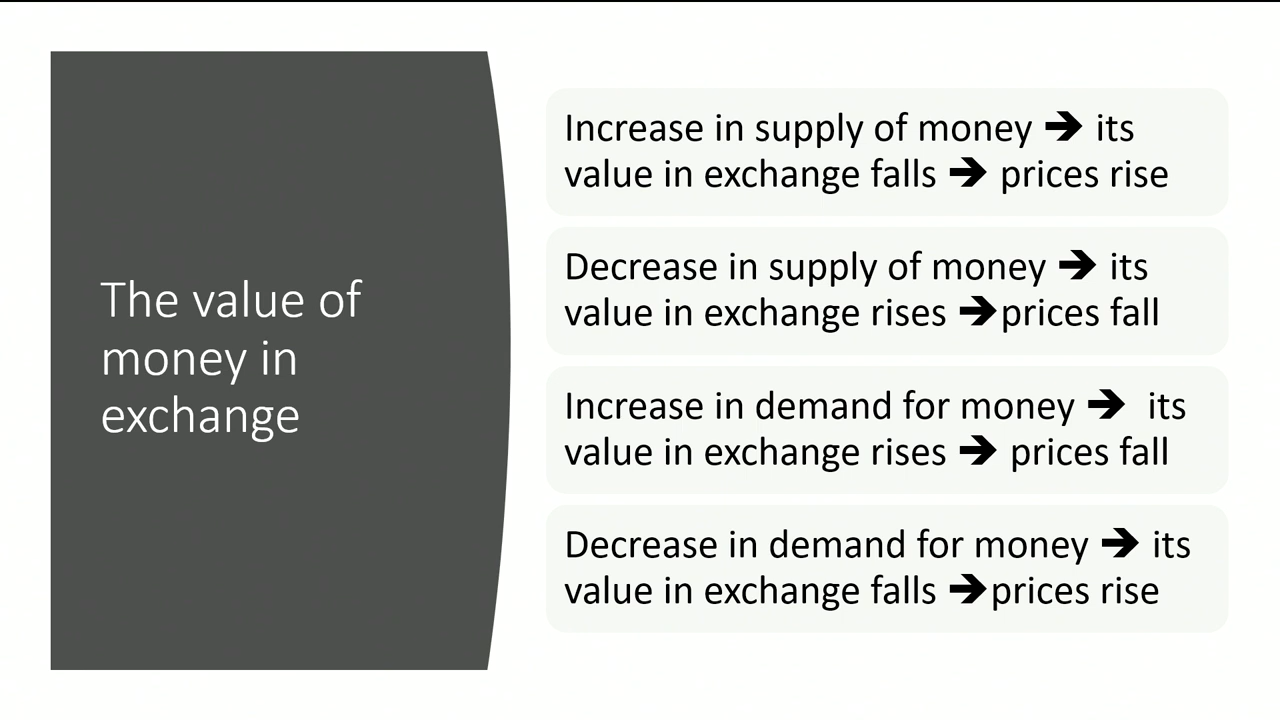 The value of
money in
exchange
Increase in supply of money ➔ its
value in exchange falls ➔ prices rise
Decrease in supply of money ➔ its
value in exchange rises ➔prices fall
Increase in demand for money ➔  its
value in exchange rises ➔ prices fall
Decrease in demand for money ➔ its
value in exchange falls ➔prices rise